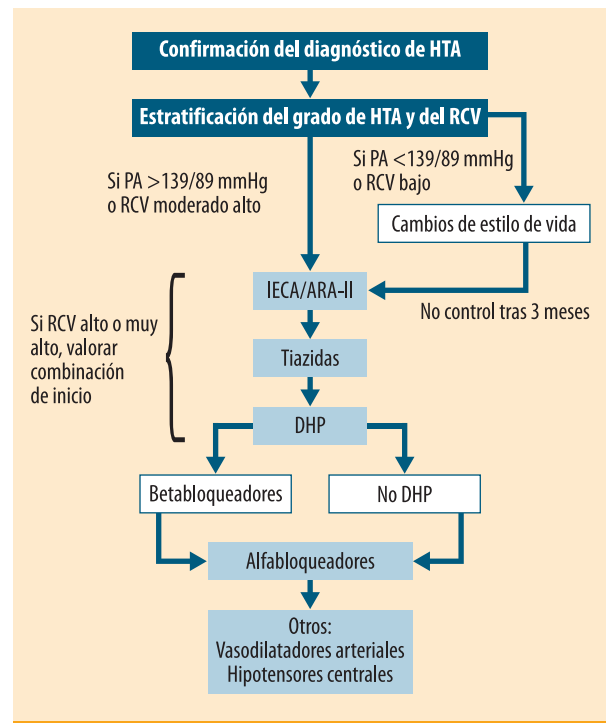 Confirmación del diagnóstico de HTA
Estratificación del grado de HTA y del RCV
Si PA >139/89 mmHg
o RCV moderado alto
Si PA <139/89 mmHg
o RCV bajo
Cambios de estilo de vida
No control tras 3 meses
IECA/ARA-II
Si RCV alto o muy
alto, valorar
combinación
de inicio
Tiazidas
DHP
Betabloqueadores
No DHP
Alfabloqueadores
Otros:
Vasodilatadores arteriales
Hipotensores centrales